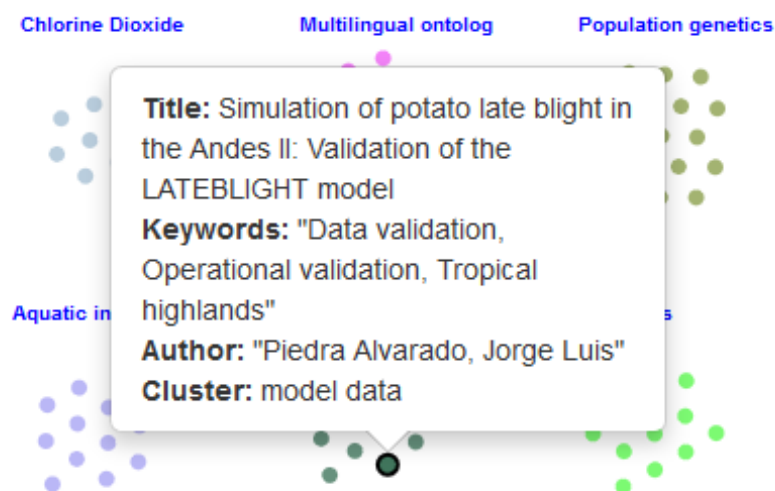 Chlorine Dioxide
Multilingual ontolog
Population genetics
Title: Simulation of potato late blight in
the Andes II: Validation of the
LATEBLIGHT model
Keywords: "Data validation,
Operational validation, Tropical
highlands"
Author: "Piedra Alvarado, Jorge Luis"
Cluster: model data
Aquatic in
s